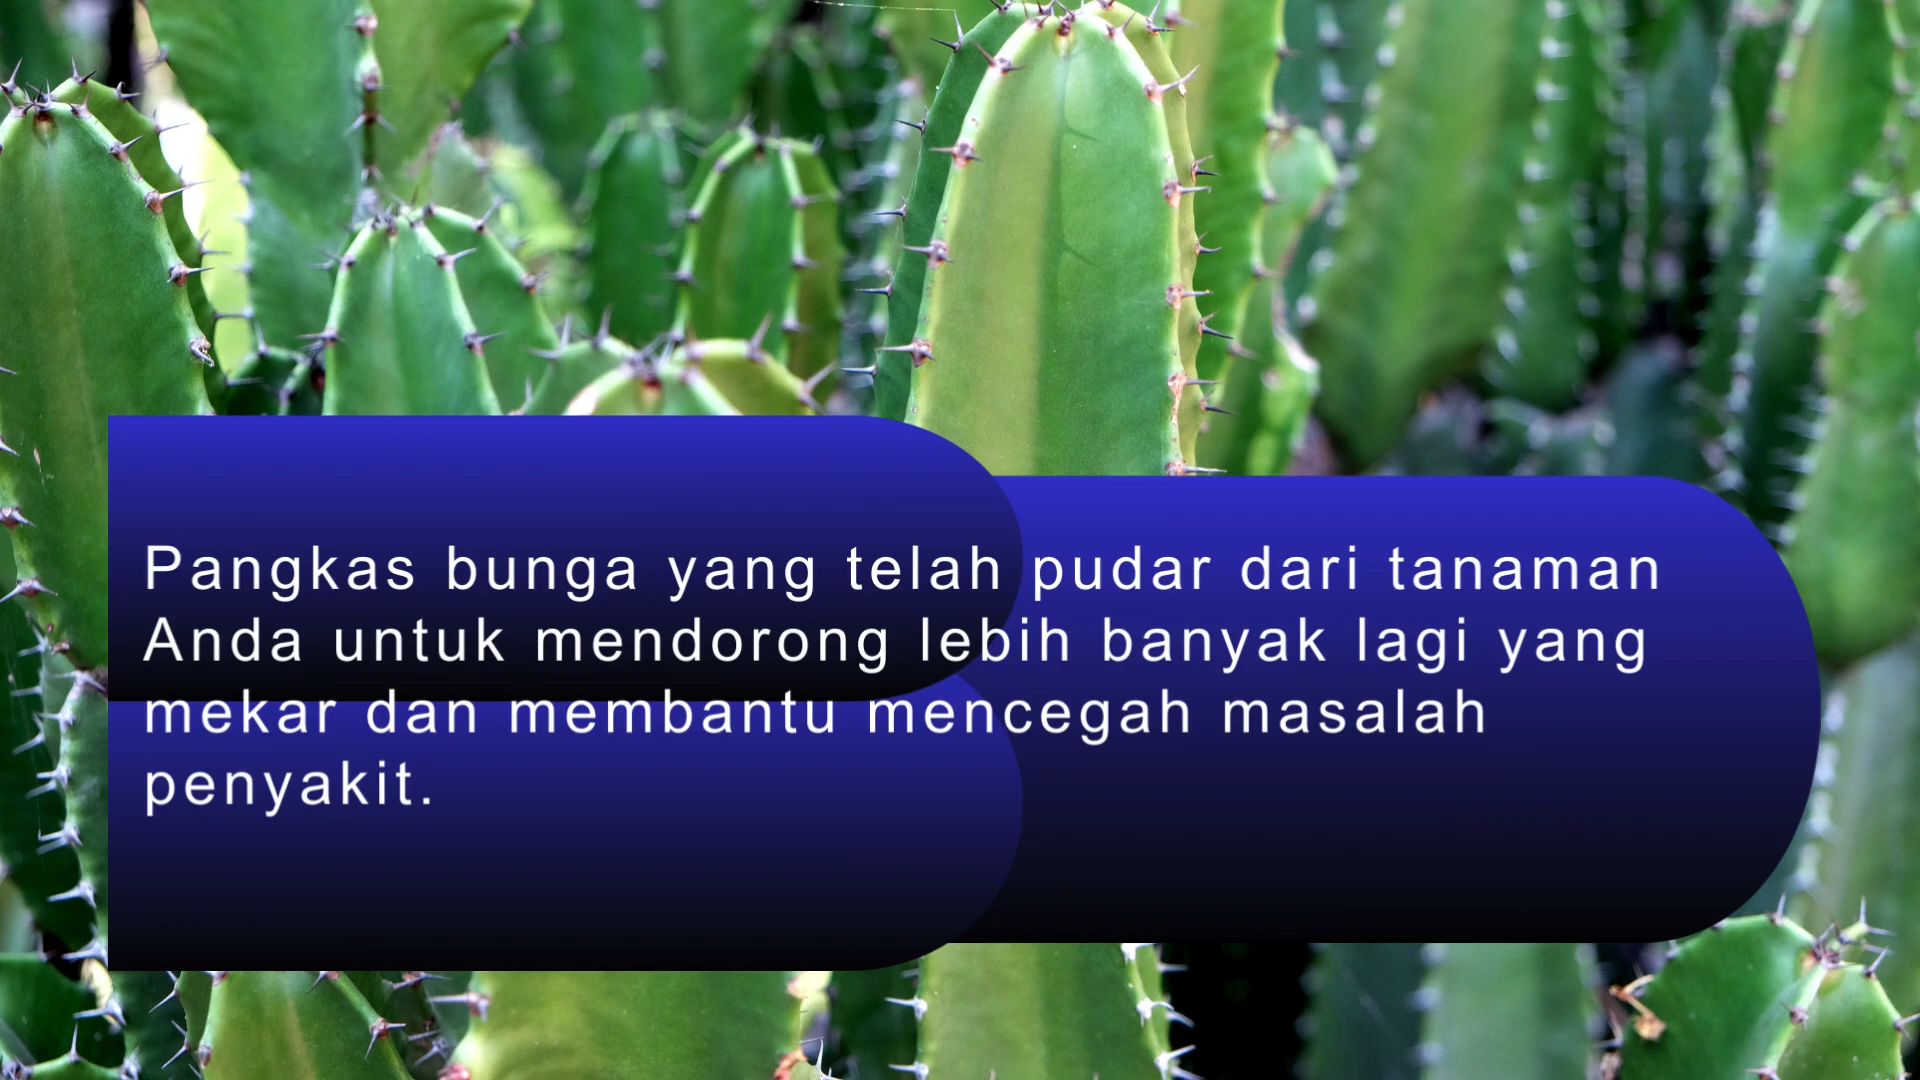 Pangkas bunga yang telah pudar dari tanaman
Anda untuk mendorong lebih banyak lagi yang
mekar dan membantu mencegah masalah
penyakit.